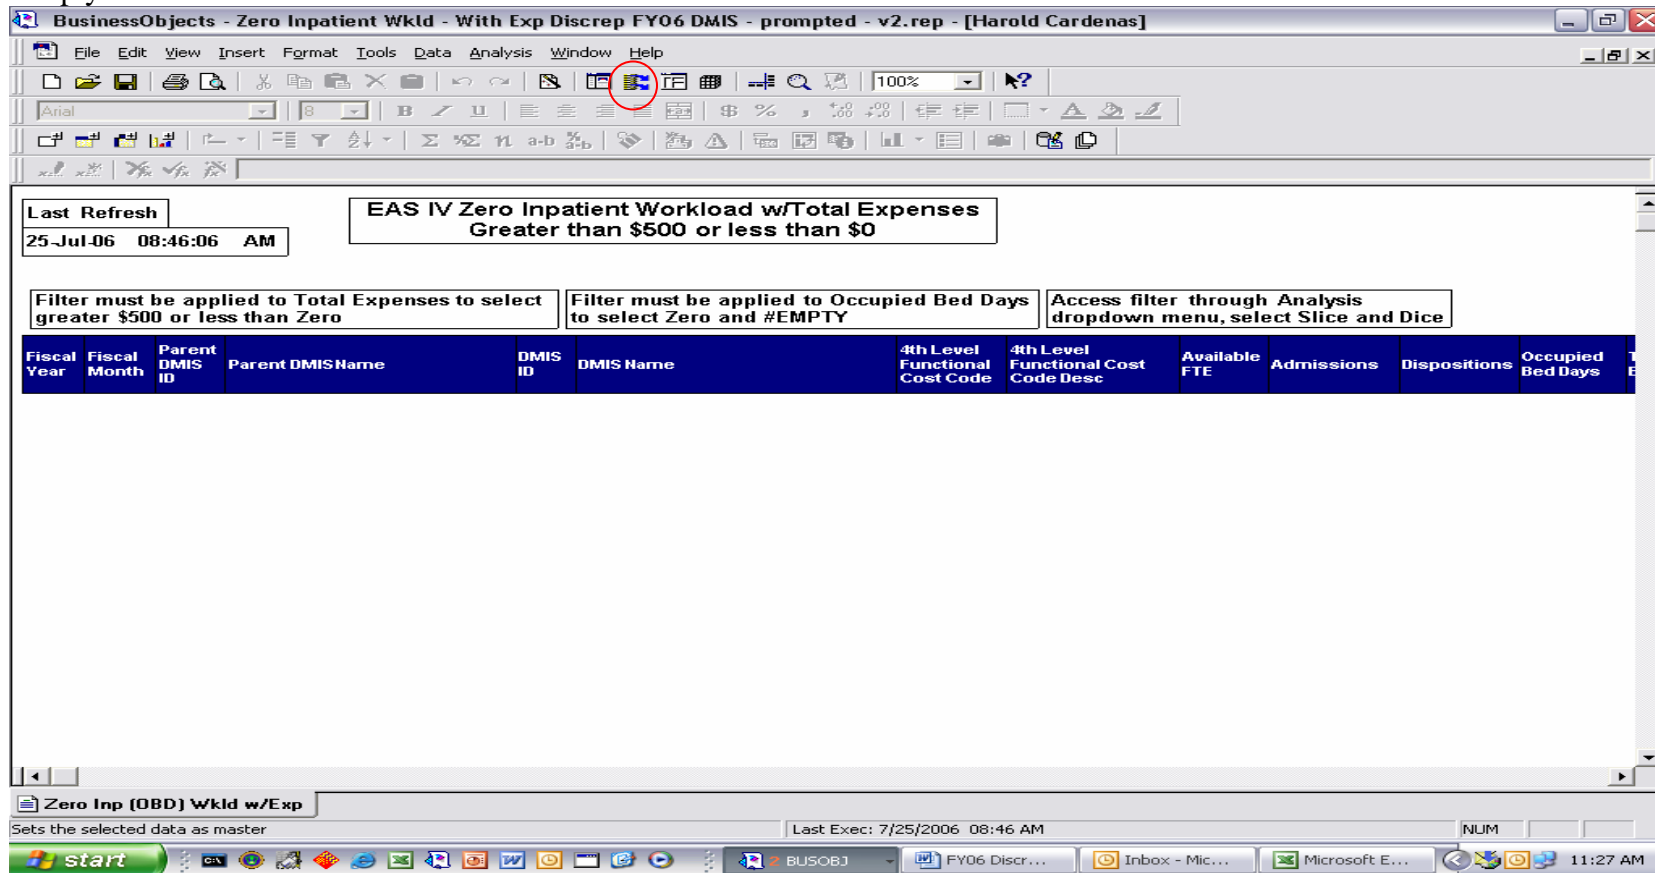 BusinessObjects - Zero Inpatient Wkld - With Exp Discrep FY06 DMIS - prompted - v2.rep - [Harold Cardenas]
File Edit View Insert Format Tools Data Analysis Window Help
100%
Arial 8 B U $ %
Last Refresh
25-Jul-06 08:46:06 AM
EAS IV Zero Inpatient Workload w/Total Expenses
Greater than $500 or less than $0
Filter must be applied to Total Expenses to select
greater $500 or less than Zero
Filter must be applied to Occupied Bed Days
to select Zero and #EMPTY
Access filter through Analysis
dropdown menu, select Slice and Dice
Fiscal Year
Fiscal Month
Parent DMIS ID
Parent DMIS Name
DMIS ID
DMIS Name
4th Level Functional Cost Code
4th Level Functional Cost Code Desc
Available FTE
Admissions
Dispositions
Occupied Bed Days
Zero Inp (OBD) Wkld w/Exp
Sets the selected data as master
Last Exec: 7/25/2006 08:46 AM
NUM
start
2 BUSOBJ
FY06 Discr...
Inbox - Mic...
Microsoft E...
11:27 AM